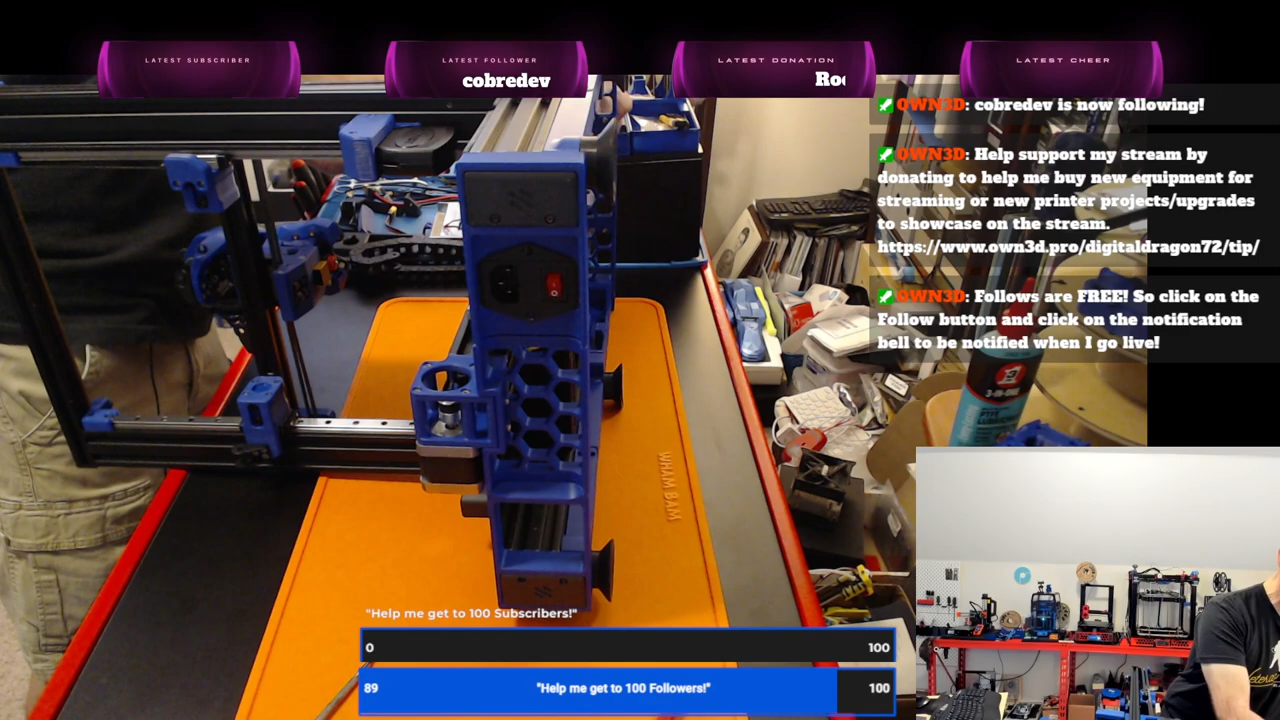 LATEST SUBSCRIBER
LATEST FOLLOWER
cobredev
LATEST DONATION
LATEST CHEER
OWN3D: cobredev is now following!
OWN3D: Help support my stream by
donating to help me buy new equipment for
streaming or new printer projects/upgrades
to showcase on the stream.
https://www.own3d.pro/digitaldragon72/tip/
OWN3D: Follows are FREE! So click on the
Follow button and click on the notification
bell to be notified when I go live!
3-IN-ONE
WHAM BAM
"Help me get to 100 Subscribers!"
0 100
89 "Help me get to 100 Followers!" 100